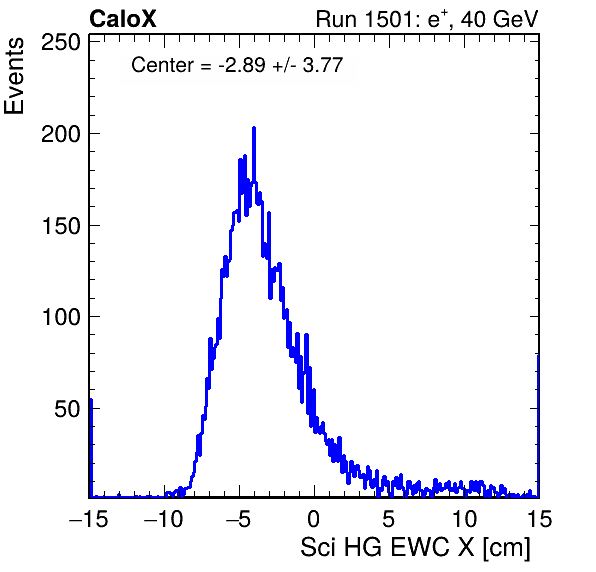 CaloX Run 1501: e⁺, 40 GeV
Center = -2.89 +/- 3.77
Events
250
200
150
100
50
−15 −10 −5 0 5 10 15
Sci HG EWC X [cm]